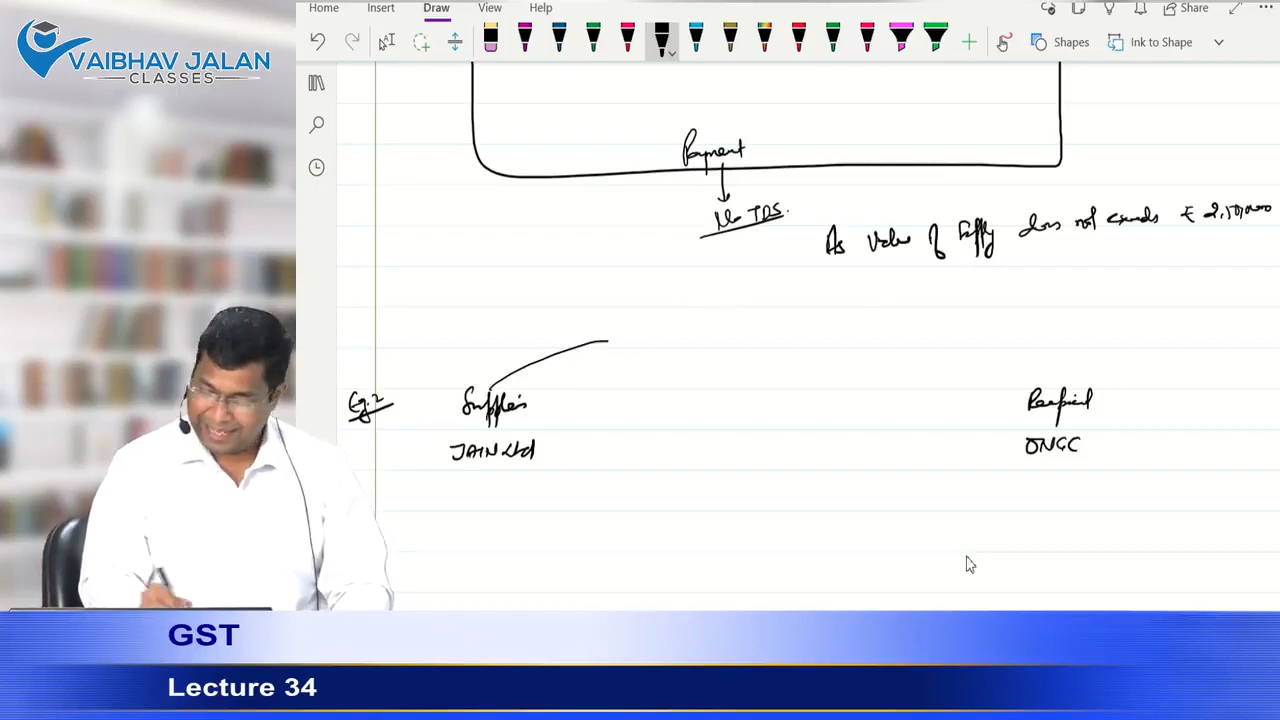 Home Insert Draw View Help Share
VAIBHAV JALAN
CLASSES
Shapes Ink to Shape
Payment
No TDS.
As Value of Supply does not exceeds ₹ 2,50,000
Eg. 2 Supplier Recipient
JAIN Ltd ONGC
GST
Lecture 34